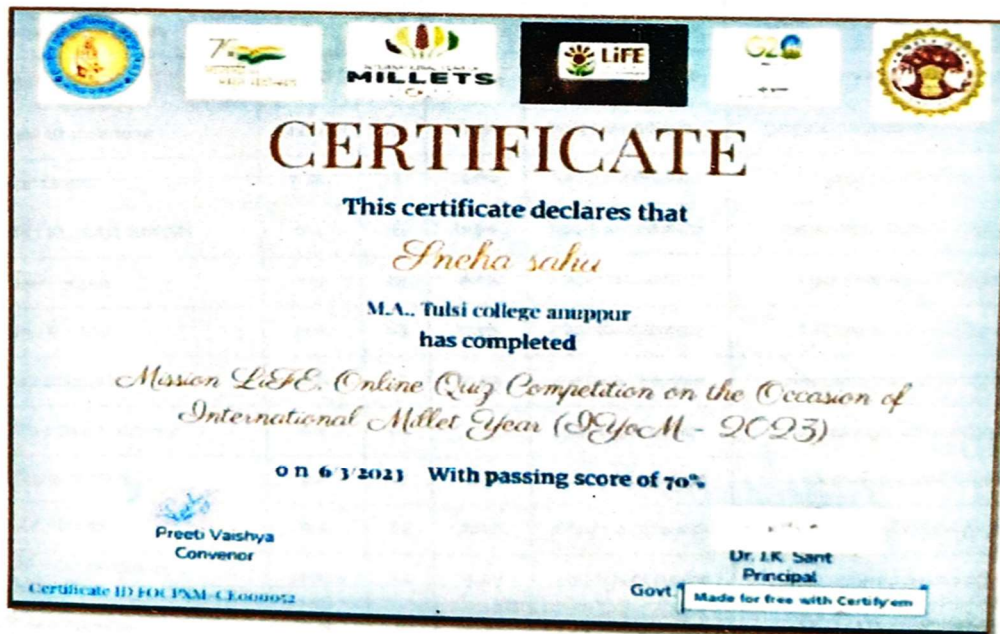 MILLETS
LiFE
CERTIFICATE
This certificate declares that
Sneha sahu
M.A., Tulsi college anuppur
has completed
Mission LiFE, Online Quiz Competition on the Occasion of
International Millet Year (IYoM - 2023)
on 6/3/2023 With passing score of 70%
Preeti Vaishya
Convenor
Dr. J.K. Sant
Principal
Govt.
Made for free with Certify'em
Certificate ID